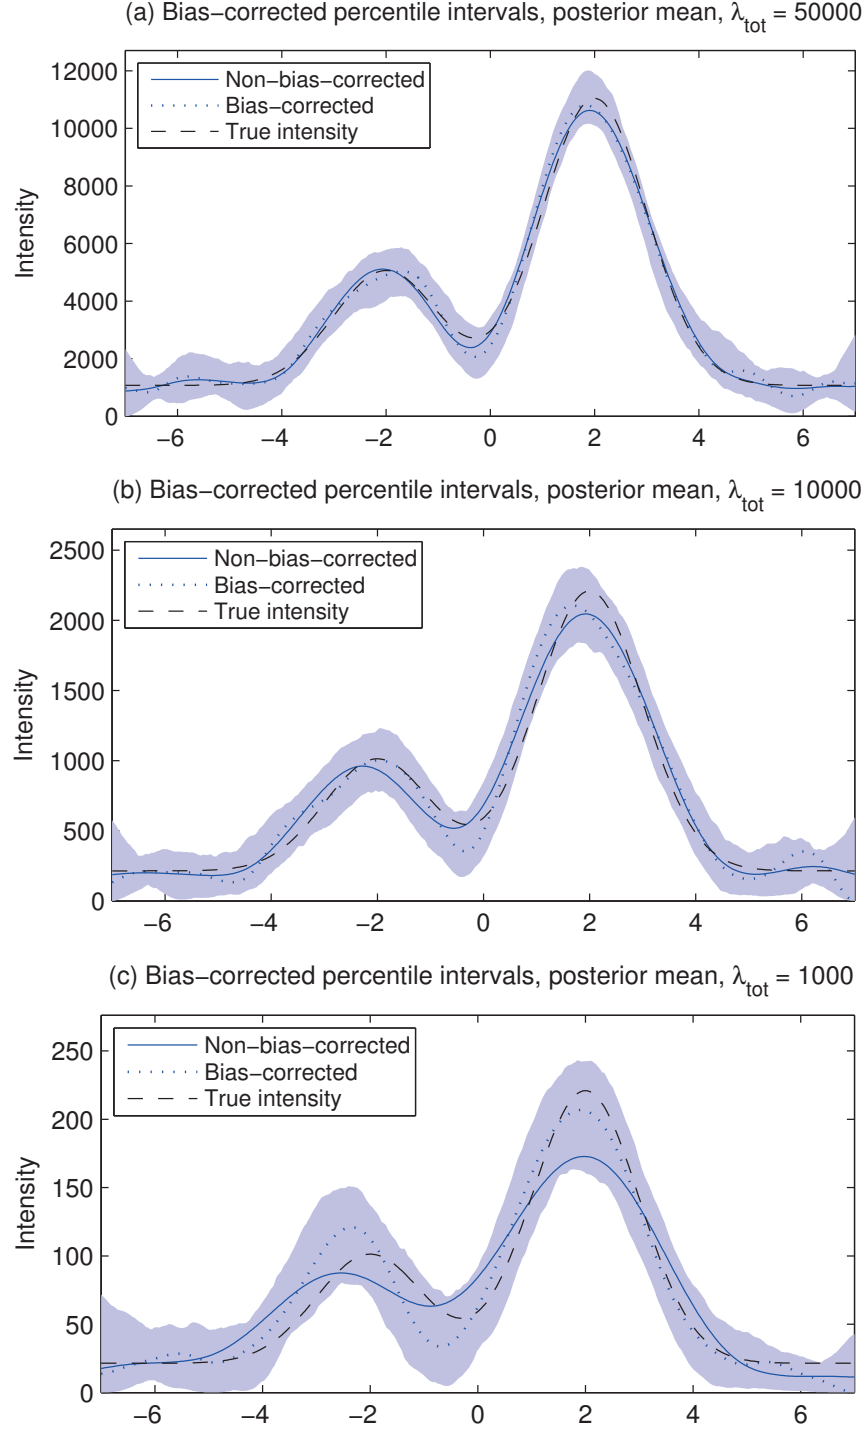 (a) Bias−corrected percentile intervals, posterior mean, λtot = 50000
12000
10000
8000
6000
4000
2000
0
Intensity
Non−bias−corrected
Bias−corrected
True intensity
−6 −4 −2 0 2 4 6
(b) Bias−corrected percentile intervals, posterior mean, λtot = 10000
2500
2000
1500
1000
500
0
Intensity
Non−bias−corrected
Bias−corrected
True intensity
−6 −4 −2 0 2 4 6
(c) Bias−corrected percentile intervals, posterior mean, λtot = 1000
250
200
150
100
50
0
Intensity
Non−bias−corrected
Bias−corrected
True intensity
−6 −4 −2 0 2 4 6